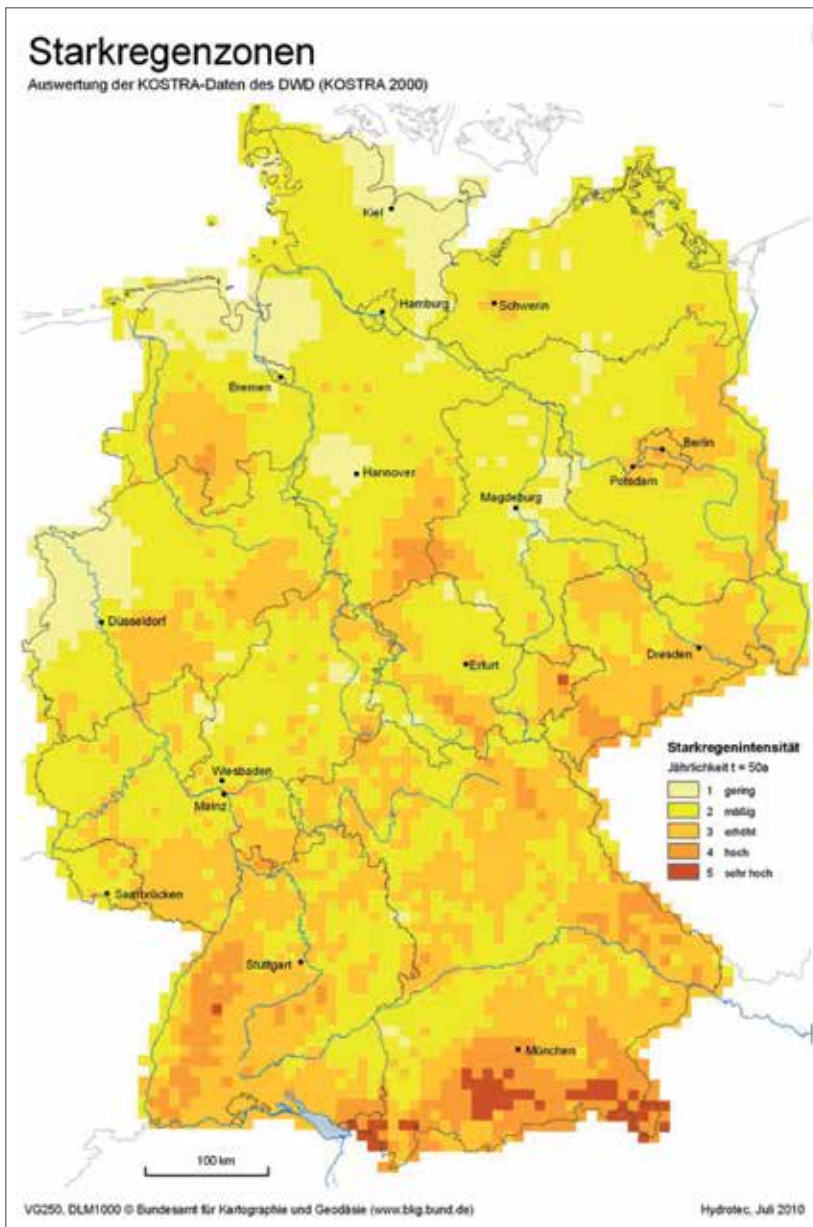 Starkregenzonen
Auswertung der KOSTRA-Daten des DWD (KOSTRA 2000)
Kiel
Hamburg
Schwerin
Bremen
Hannover
Berlin
Potsdam
Magdeburg
Düsseldorf
Erfurt
Dresden
Wiesbaden
Mainz
Saarbrücken
Stuttgart
München
Starkregenintensität
Jährlichkeit t = 50a
1 gering
2 mäßig
3 erhöht
4 hoch
5 sehr hoch
100 km
VG250, DLM1000 © Bundesamt für Kartographie und Geodäsie (www.bkg.bund.de)
Hydrotec, Juli 2010